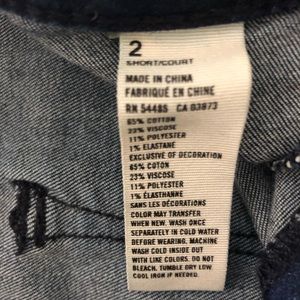 2
SHORT/COURT
MADE IN CHINA
FABRIQUÉ EN CHINE
RN 54485 CA 03873
65% COTTON
23% VISCOSE
11% POLYESTER
1% ELASTANE
EXCLUSIVE OF DECORATION
65% COTON
23% VISCOSE
11% POLYESTER
1% ÉLASTHANNE
SANS LES DÉCORATIONS
COLOR MAY TRANSFER
WHEN NEW. WASH ONCE
SEPARATELY IN COLD WATER
BEFORE WEARING. MACHINE
WASH COLD INSIDE OUT
WITH LIKE COLORS. DO NOT
BLEACH. TUMBLE DRY LOW.
COOL IRON IF NEEDED.